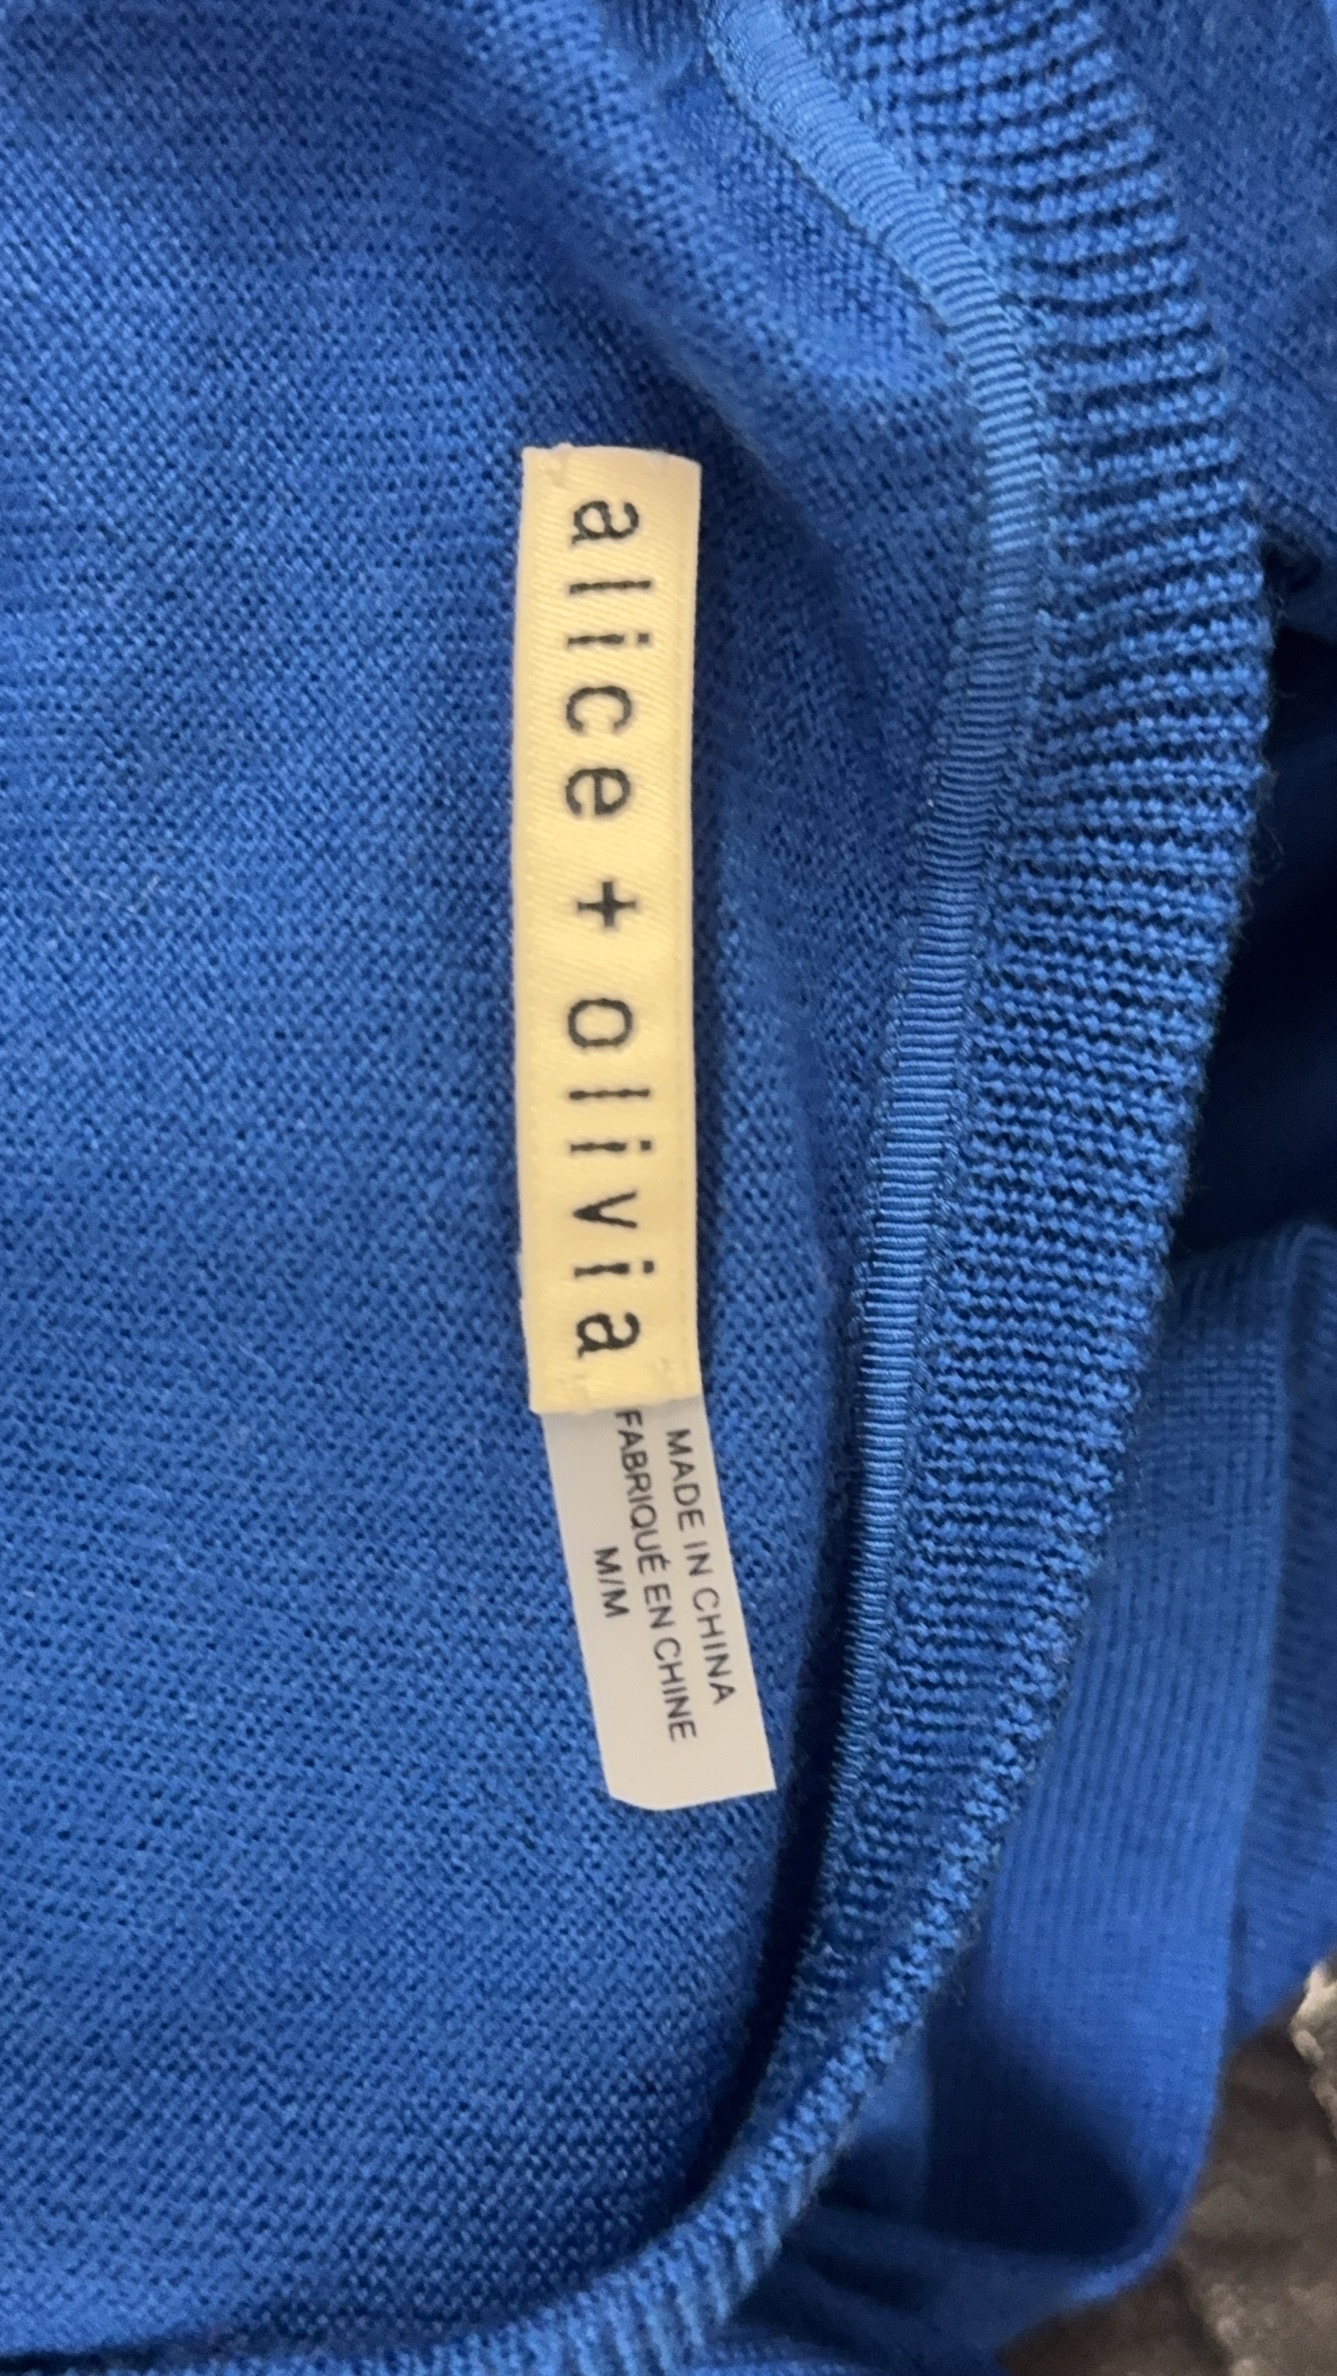 alice + olivia
MADE IN CHINA
FABRIQUÉ EN CHINE
M/M